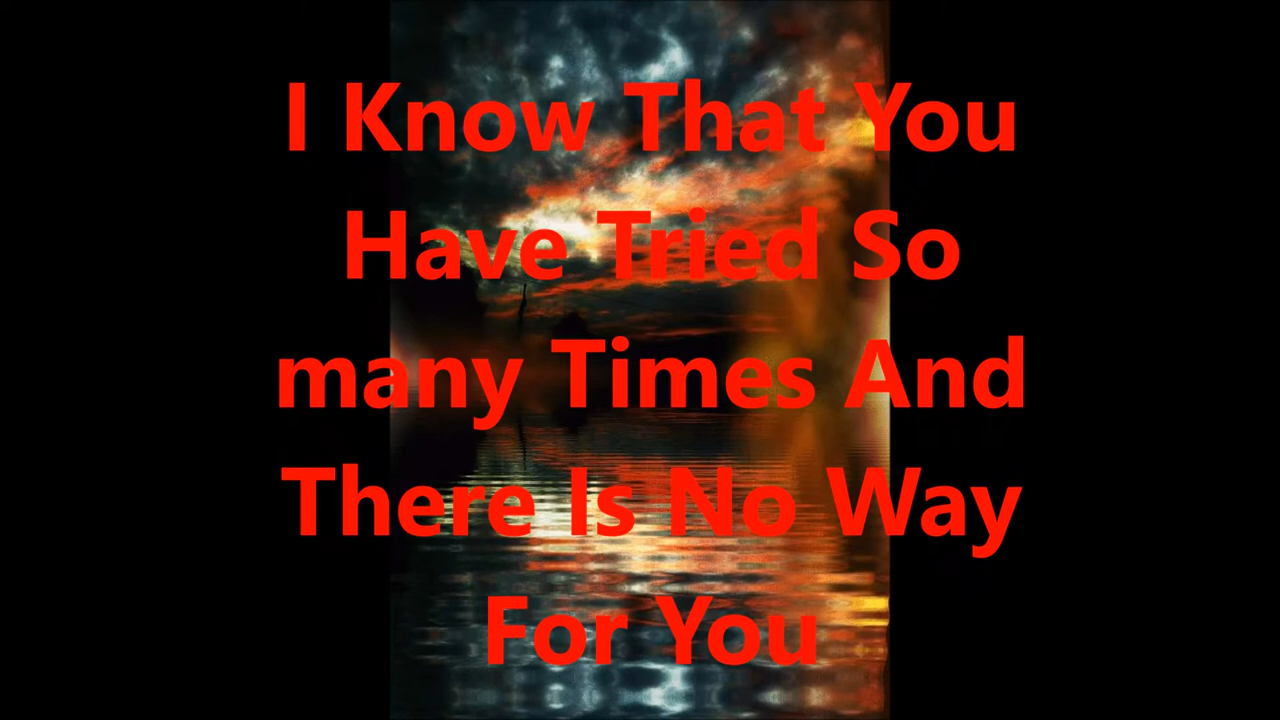 I Know That You
Have Tried So
many Times And
There Is No Way
For You